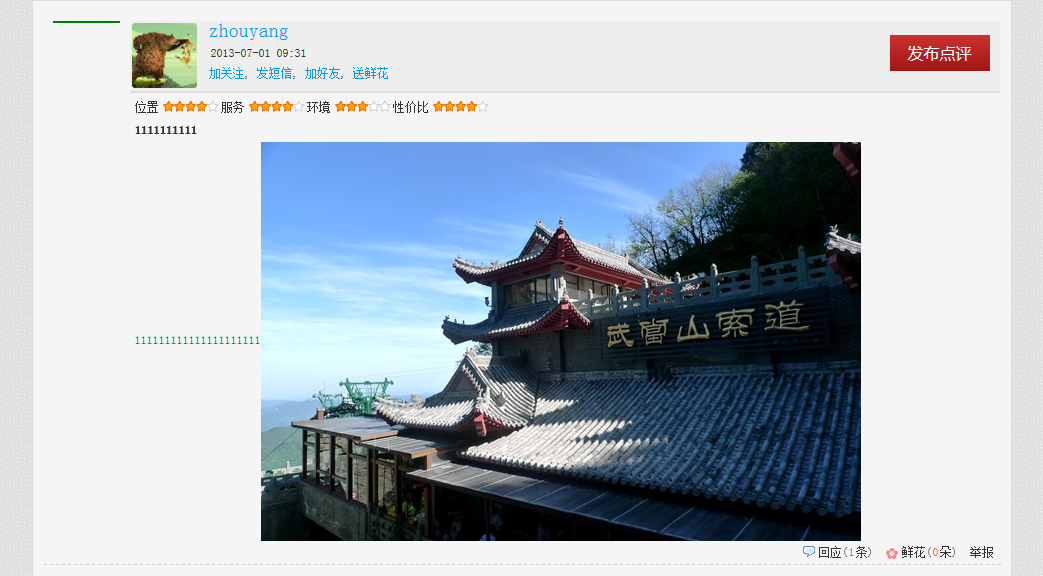 zhouyang
2013-07-01 09:31
加关注, 发短信, 加好友, 送鲜花
发布点评
位置 服务 环境 性价比
1111111111
武當山索道
111111111111111111111
回应(1条) 鲜花(0朵) 举报